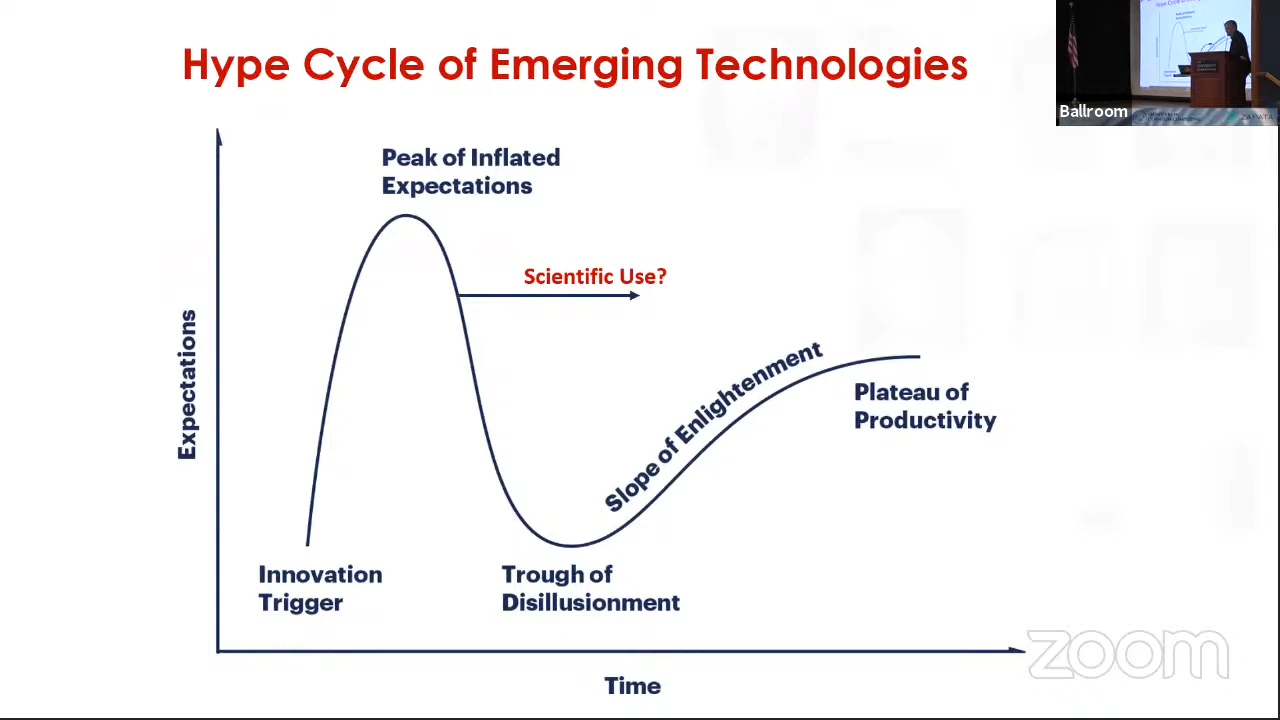 Hype Cycle of Emerging Technologies
Ballroom
ZAPATA
Peak of Inflated
Expectations
Scientific Use?
Expectations
Slope of Enlightenment
Plateau of
Productivity
Innovation
Trigger
Trough of
Disillusionment
Time
zoom